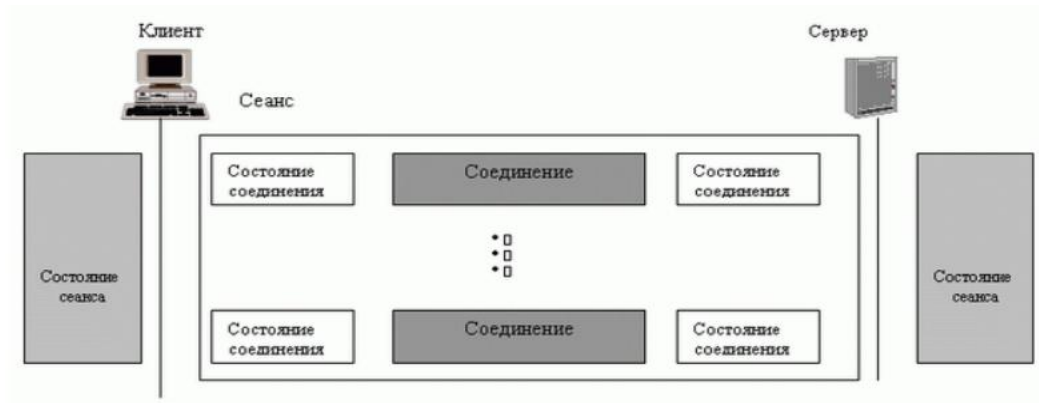 Клиент
Сервер
Сеанс
Состояние
соединения
Соединение
Состояние
соединения
Состояние
сеанса
Состояние
сеанса
Состояние
соединения
Соединение
Состояние
соединения